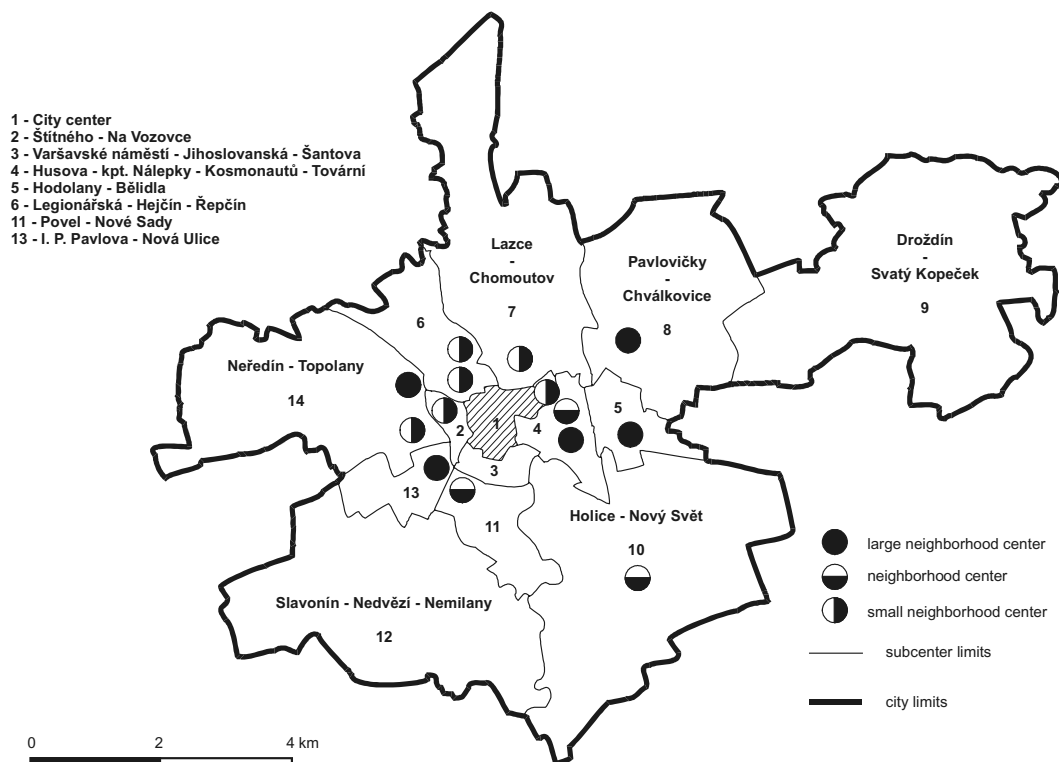 1 - City center
2 - Štítného - Na Vozovce
3 - Varšavské náměstí - Jihoslovanská - Šantova
4 - Husova - kpt. Nálepky - Kosmonautů - Tovární
5 - Hodolany - Bělidla
6 - Legionářská - Hejčín - Řepčín
11 - Povel - Nové Sady
13 - I. P. Pavlova - Nová Ulice
Lazce
-
Chomoutov
7
Pavlovičky
-
Chválkovice
8
Droždín
-
Svatý Kopeček
9
6
Neředín - Topolany
14
5
2
1
4
3
13
11
Holice - Nový Svět
10
Slavonín - Nedvězí - Nemilany
12
large neighborhood center
neighborhood center
small neighborhood center
subcenter limits
city limits
0 2 4 km